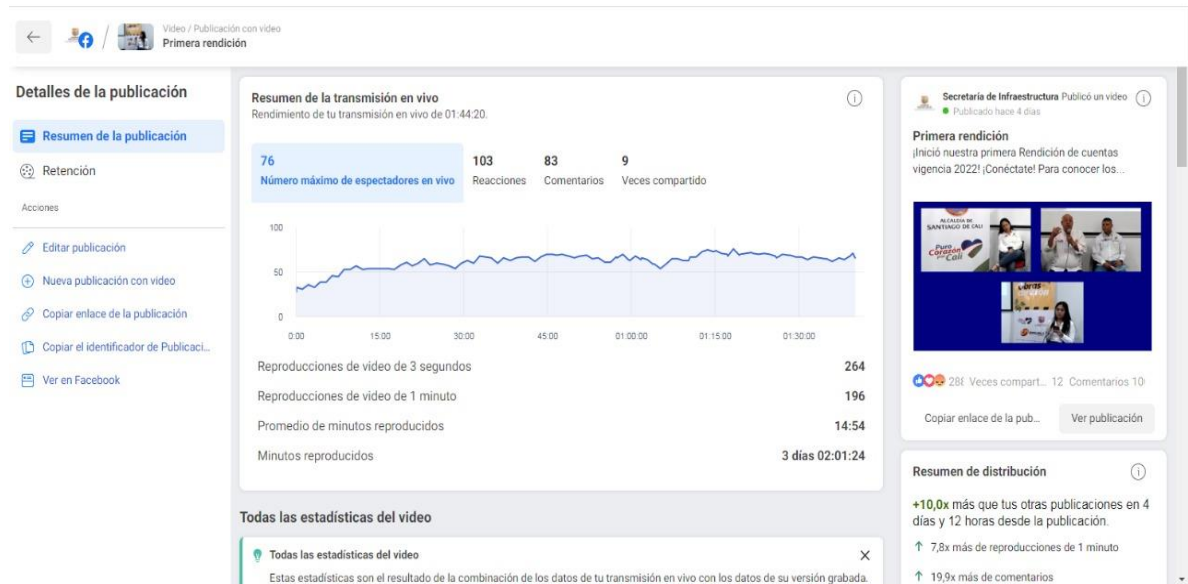 Video / Publicación con video
Primera rendición
Detalles de la publicación
Resumen de la publicación
Retención
Acciones
Editar publicación
Nueva publicación con video
Copiar enlace de la publicación
Copiar el identificador de Publicaci...
Ver en Facebook
Resumen de la transmisión en vivo
Rendimiento de tu transmisión en vivo de 01:44:20.
76 103 83 9
Número máximo de espectadores en vivo Reacciones Comentarios Veces compartido
100
50
0
0:00 15:00 30:00 45:00 01:00:00 01:15:00 01:30:00
Reproducciones de video de 3 segundos 264
Reproducciones de video de 1 minuto 196
Promedio de minutos reproducidos 14:54
Minutos reproducidos 3 días 02:01:24
Todas las estadísticas del video
Todas las estadísticas del video
Estas estadísticas son el resultado de la combinación de los datos de tu transmisión en vivo con los datos de su versión grabada.
Secretaría de Infraestructura Publicó un video
Publicado hace 4 días
Primera rendición
¡Inició nuestra primera Rendición de cuentas
vigencia 2022! ¡Conéctate! Para conocer los...
ALCALDÍA DE
SANTIAGO DE CALI
Puro
Corazón
por Cali
Veces compart... 12 Comentarios 10
Copiar enlace de la pub... Ver publicación
Resumen de distribución
+10,0x más que tus otras publicaciones en 4
días y 12 horas desde la publicación.
7,8x más de reproducciones de 1 minuto
19,9x más de comentarios